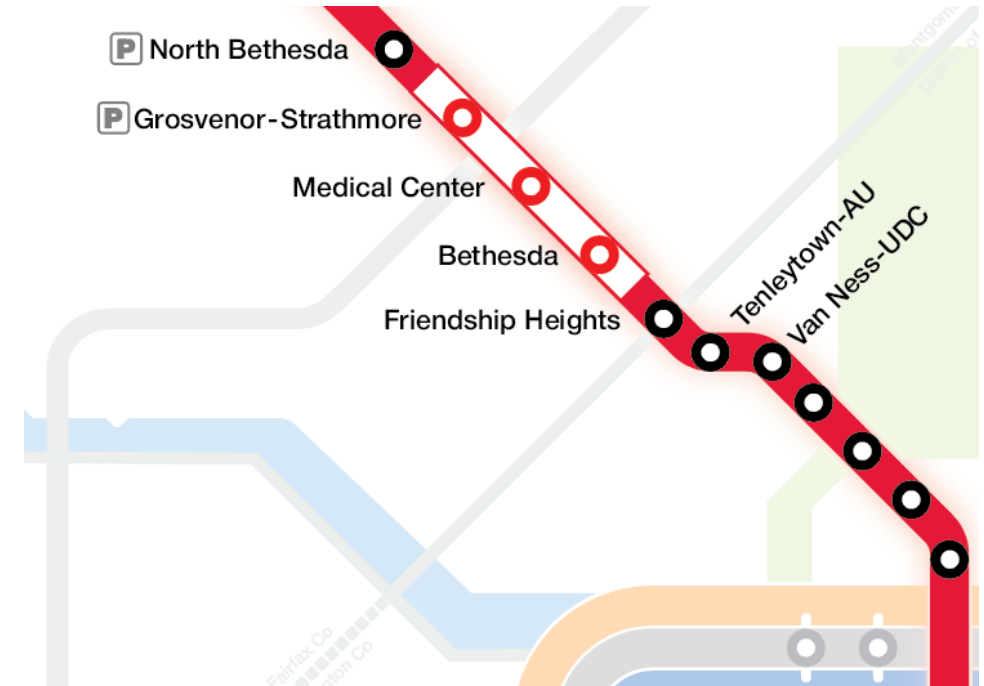 P North Bethesda
P Grosvenor-Strathmore
Medical Center
Bethesda
Friendship Heights
Tenleytown-AU
Van Ness-UDC
Fairfax Co